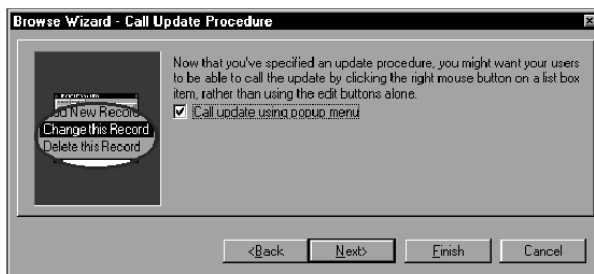 Browse Wizard - Call Update Procedure
Now that you've specified an update procedure, you might want your users
to be able to call the update by clicking the right mouse button on a list box
item, rather than using the edit buttons alone.
Call update using popup menu
New Record
Change this Record
Delete this Record
<Back
Next>
Finish
Cancel